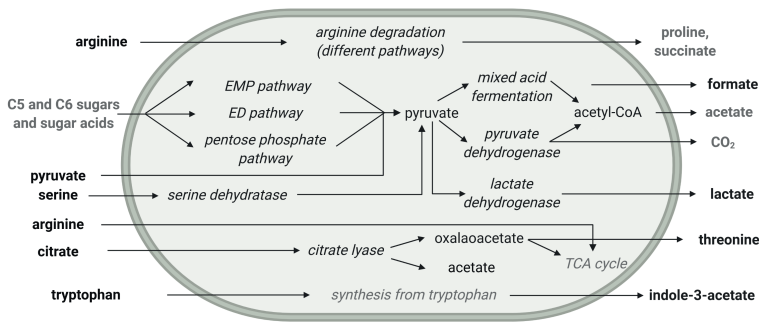 arginine
arginine degradation
(different pathways)
proline,
succinate
C5 and C6 sugars
and sugar acids
EMP pathway
ED pathway
pentose phosphate
pathway
pyruvate
mixed acid
fermentation
pyruvate
dehydrogenase
acetyl-CoA
formate
acetate
CO₂
pyruvate
serine
serine dehydratase
lactate
dehydrogenase
lactate
arginine
citrate
citrate lyase
oxalaoacetate
acetate
TCA cycle
threonine
tryptophan
synthesis from tryptophan
indole-3-acetate